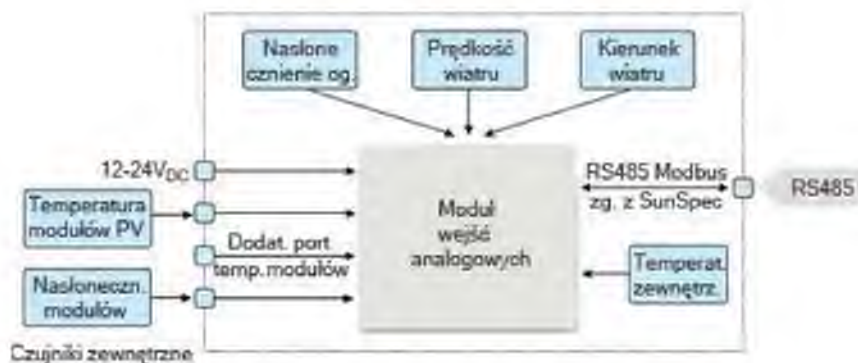 Nasłone
cznienie og.
Prędkość
wiatru
Kierunek
wiatru
12-24VDC
Temperatura
modułów PV
Dodat. port
temp.modułów
Nasłoneczn.
modułów
Czujniki zewnętrzne
Moduł
wejść
analogowych
RS485 Modbus
zg. z SunSpec
RS485
Temperat.
zewnętrz.